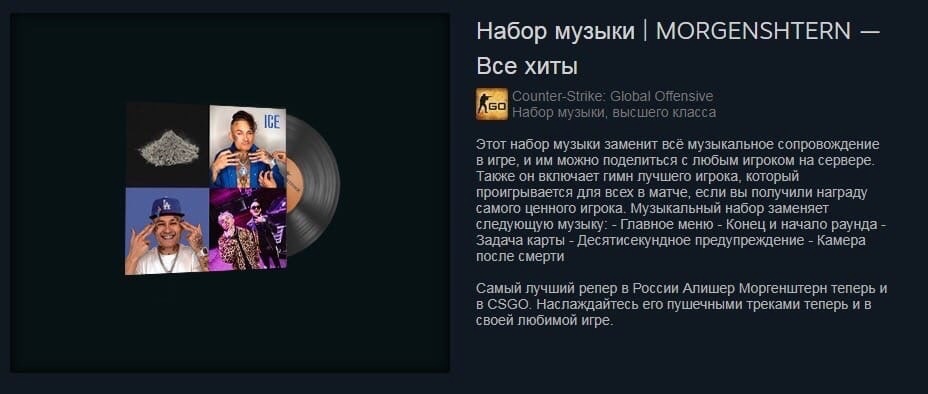 Набор музыки | MORGENSHTERN —
Все хиты
Counter-Strike: Global Offensive
Набор музыки, высшего класса
GO
ICE
Этот набор музыки заменит всё музыкальное сопровождение
в игре, и им можно поделиться с любым игроком на сервере.
Также он включает гимн лучшего игрока, который
проигрывается для всех в матче, если вы получили награду
самого ценного игрока. Музыкальный набор заменяет
следующую музыку: - Главное меню - Конец и начало раунда -
Задача карты - Десятисекундное предупреждение - Камера
после смерти
Самый лучший репер в России Алишер Моргенштерн теперь и
в CSGO. Наслаждайтесь его пушечными треками теперь и в
своей любимой игре.